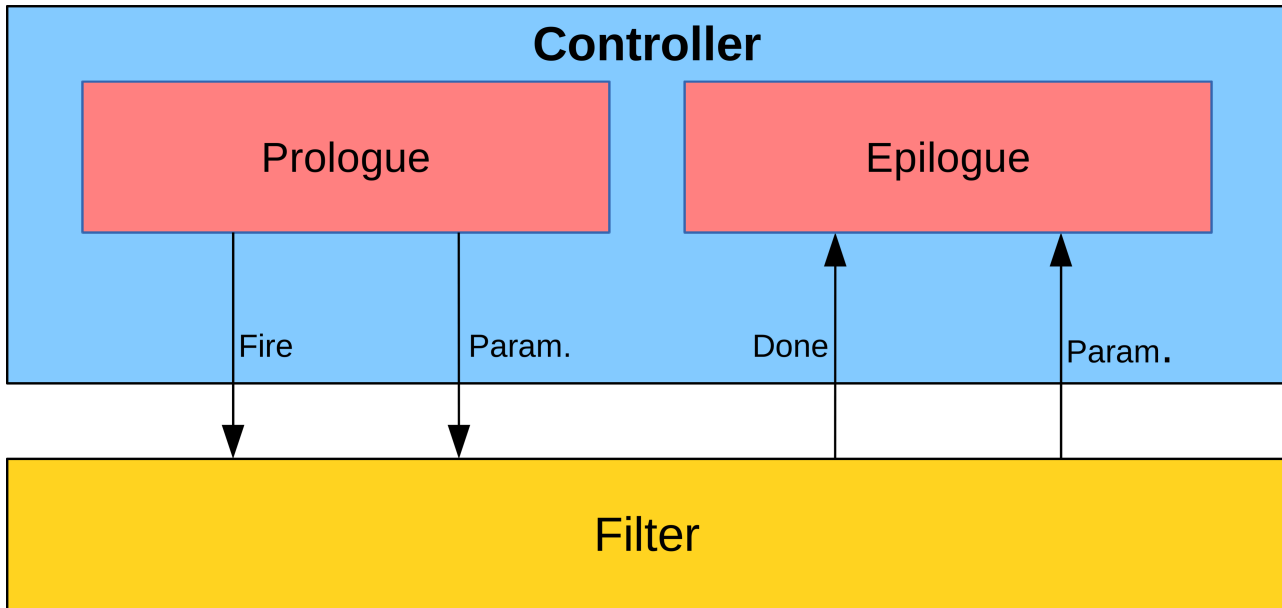 Controller
Prologue
Epilogue
Fire
Param.
Done
Param.
Filter